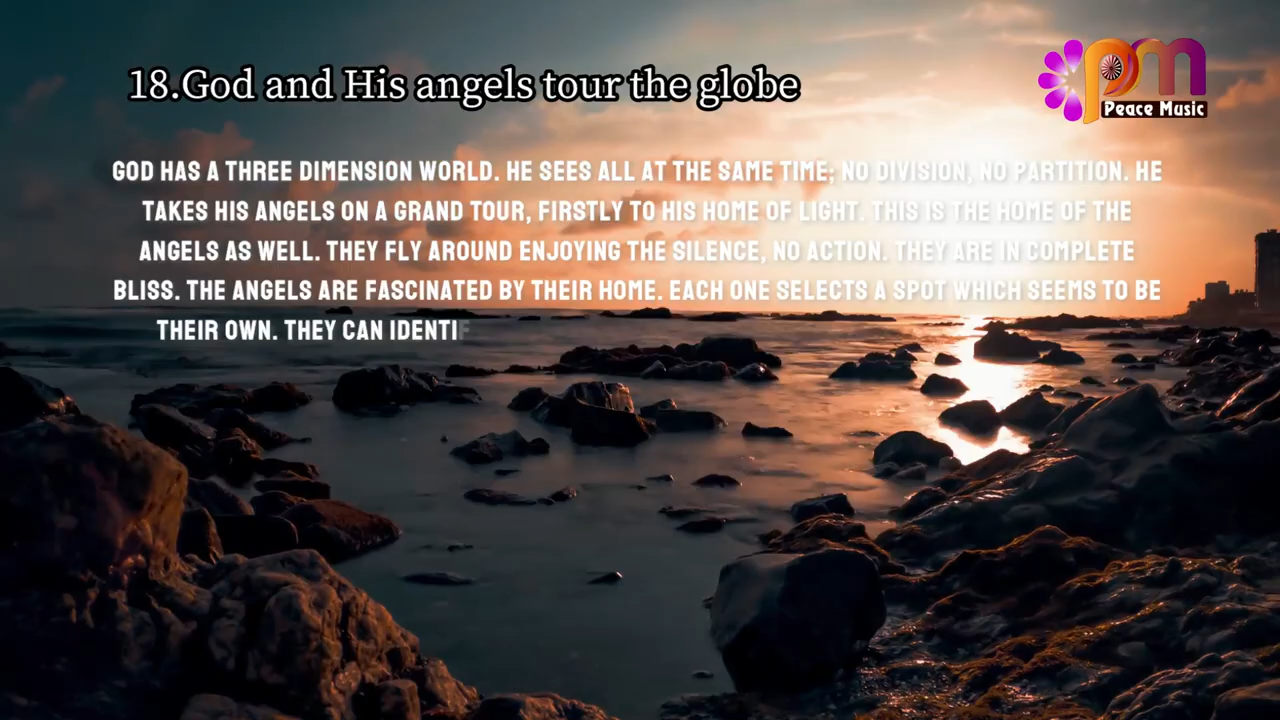 18.God and His angels tour the globe
pm
Peace Music
GOD HAS A THREE DIMENSION WORLD. HE SEES ALL AT THE SAME TIME; NO DIVISION, NO PARTITION. HE
TAKES HIS ANGELS ON A GRAND TOUR, FIRSTLY TO HIS HOME OF LIGHT. THIS IS THE HOME OF THE
ANGELS AS WELL. THEY FLY AROUND ENJOYING THE SILENCE, NO ACTION. THEY ARE IN COMPLETE
BLISS. THE ANGELS ARE FASCINATED BY THEIR HOME. EACH ONE SELECTS A SPOT WHICH SEEMS TO BE
THEIR OWN. THEY CAN IDENTIF